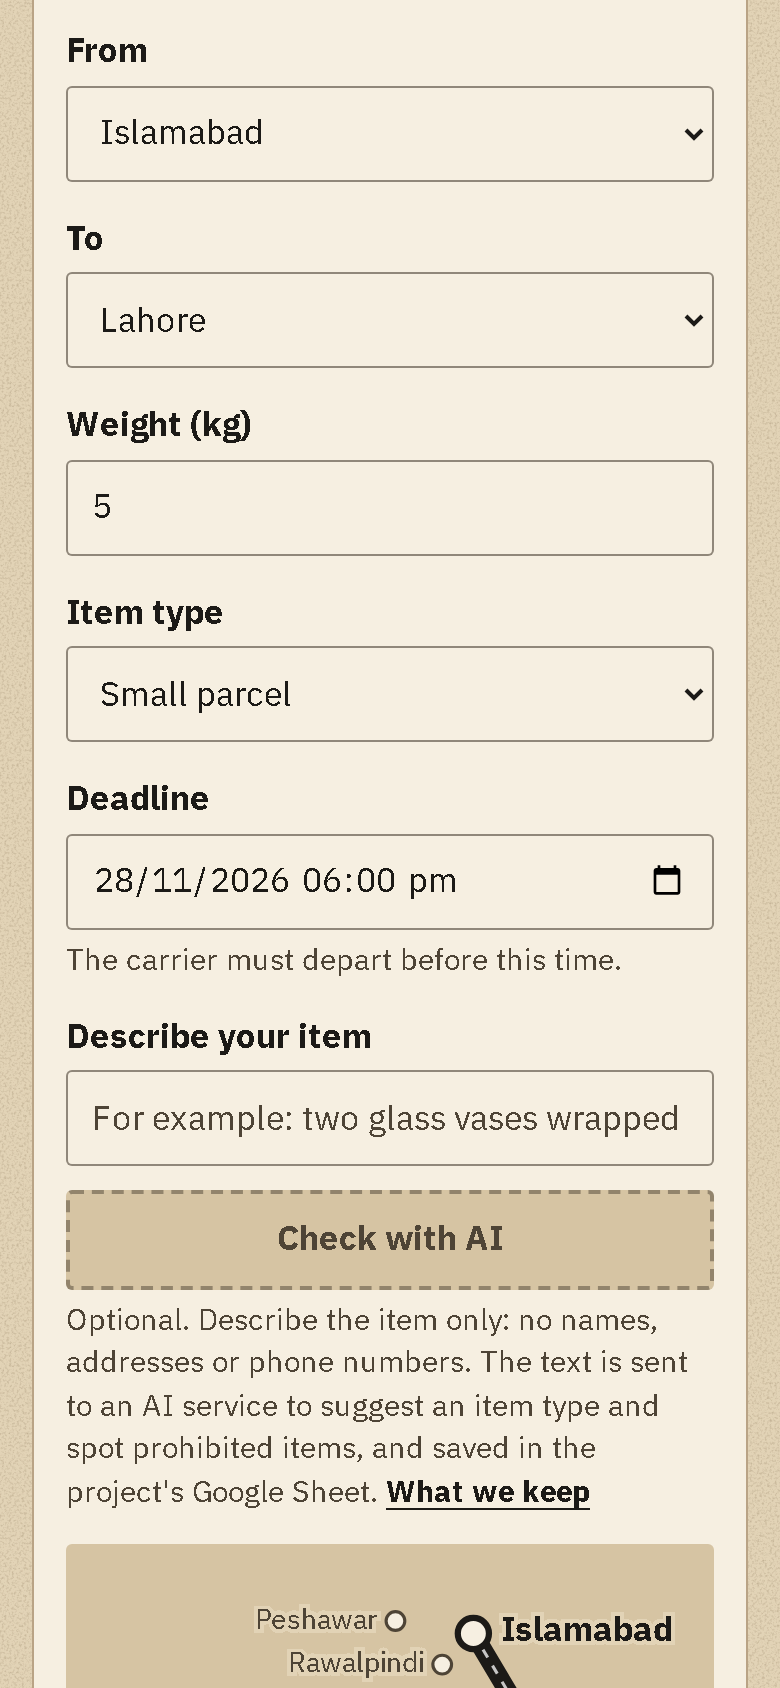 From
Islamabad
To
Lahore
Weight (kg)
5
Item type
Small parcel
Deadline
28/11/2026 06:00 pm
The carrier must depart before this time.
Describe your item
For example: two glass vases wrapped
Check with AI
Optional. Describe the item only: no names,
addresses or phone numbers. The text is sent
to an AI service to suggest an item type and
spot prohibited items, and saved in the
project's Google Sheet. What we keep
Peshawar
Islamabad
Rawalpindi